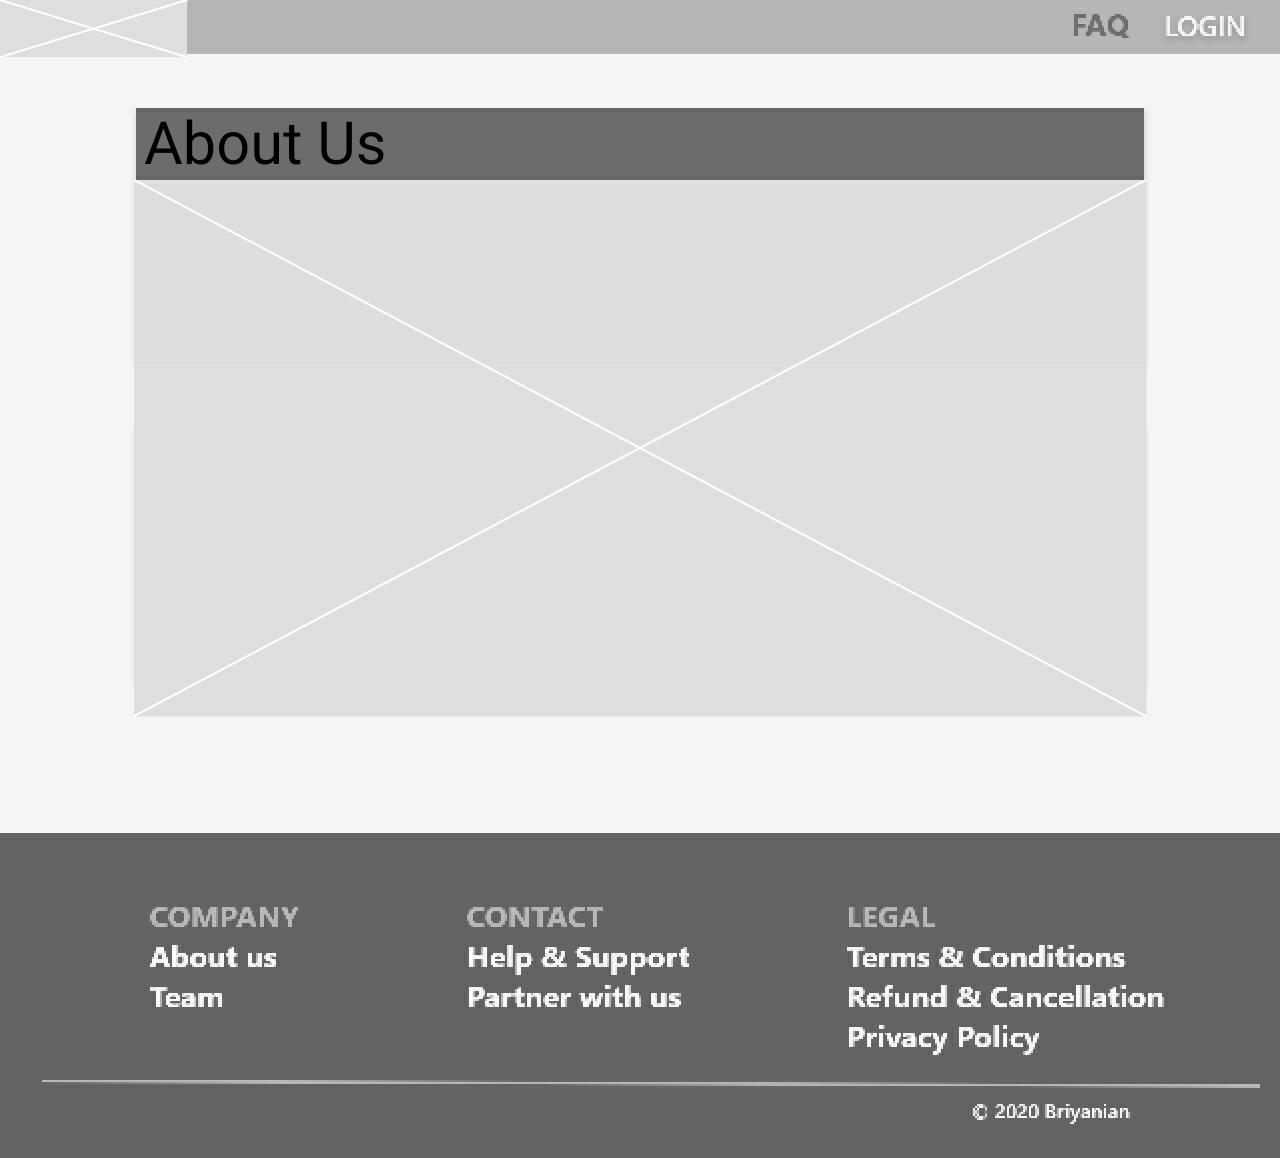 FAQ LOGIN
About Us
COMPANY
About us
Team
CONTACT
Help & Support
Partner with us
LEGAL
Terms & Conditions
Refund & Cancellation
Privacy Policy
© 2020 Briyanian